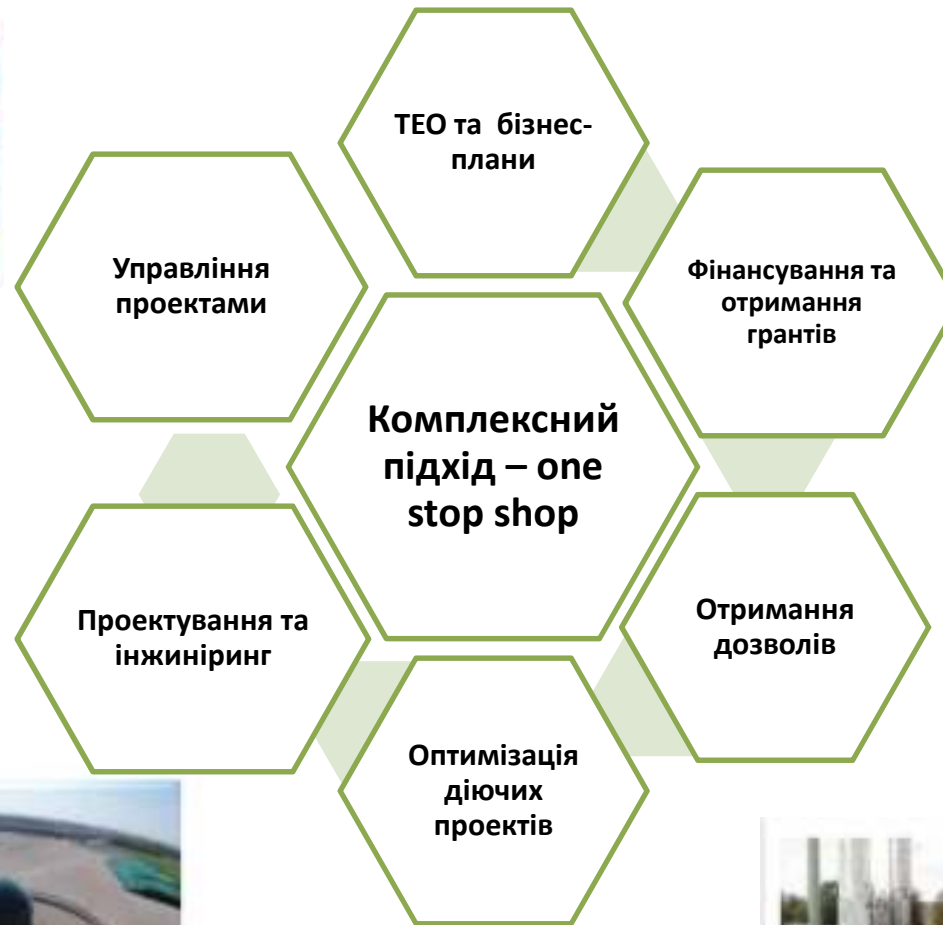 ТЕО та бізнес-
плани
Управління
проектами
Фінансування та
отримання
грантів
Комплексний
підхід – one
stop shop
Проектування та
інжиніринг
Отримання
дозволів
Оптимізація
діючих
проектів